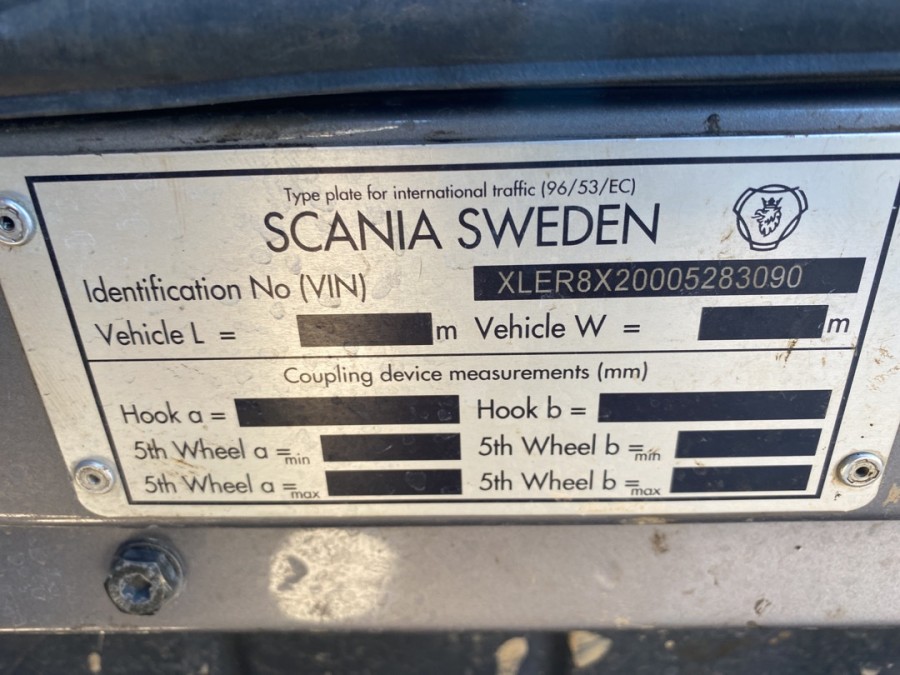 Type plate for international traffic (96/53/EC)
SCANIA SWEDEN
Identification No (VIN) XLER8X20005283090
Vehicle L = m Vehicle W = m
Coupling device measurements (mm)
Hook a = Hook b =
5th Wheel a =min 5th Wheel b =min
5th Wheel a =max 5th Wheel b =max